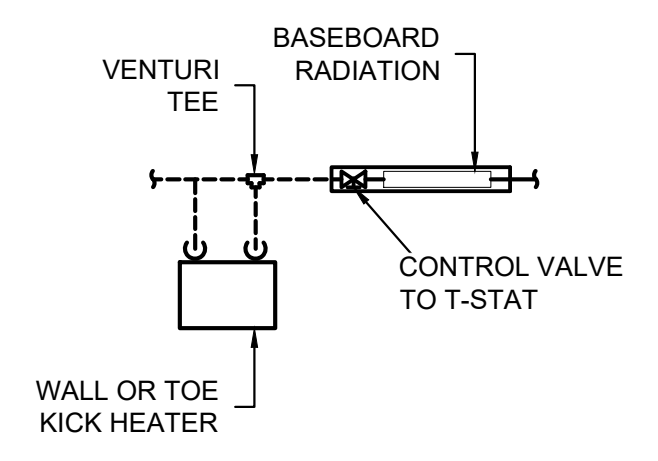 BASEBOARD
RADIATION
VENTURI
TEE
CONTROL VALVE
TO T-STAT
WALL OR TOE
KICK HEATER